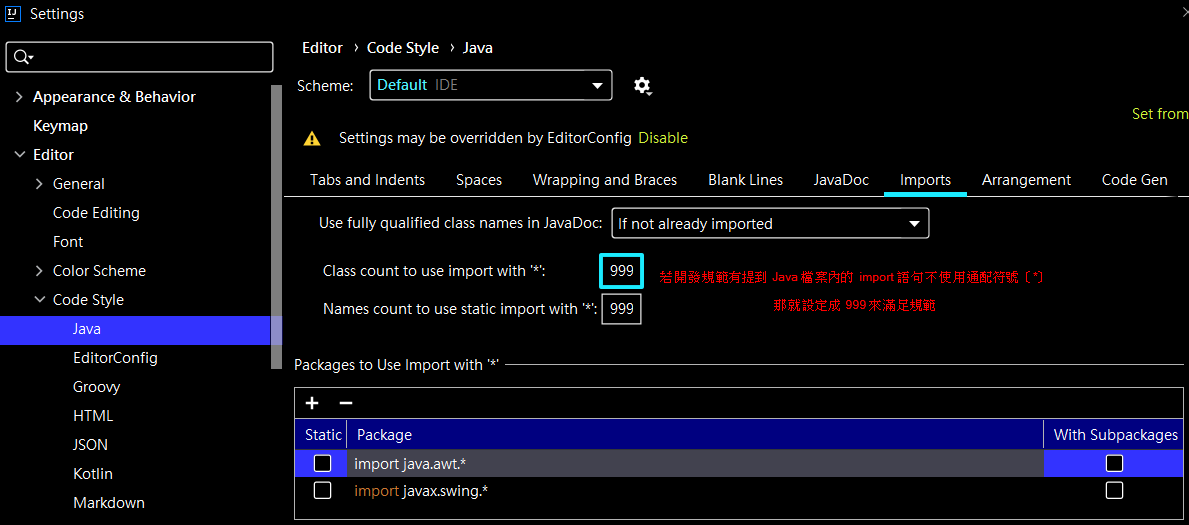 IJ Settings
Editor › Code Style › Java
Scheme: Default IDE
Set from
Settings may be overridden by EditorConfig Disable
Tabs and Indents Spaces Wrapping and Braces Blank Lines JavaDoc Imports Arrangement Code Gen
Use fully qualified class names in JavaDoc: If not already imported
Class count to use import with '*': 999 若開發規範有提到 Java 檔案內的 import 語句不使用通配符號〔*〕
那就設定成 999 來滿足規範
Names count to use static import with '*': 999
Packages to Use Import with '*'
Static Package With Subpackages
import java.awt.*
import javax.swing.*
Appearance & Behavior
Keymap
Editor
General
Code Editing
Font
Color Scheme
Code Style
Java
EditorConfig
Groovy
HTML
JSON
Kotlin
Markdown